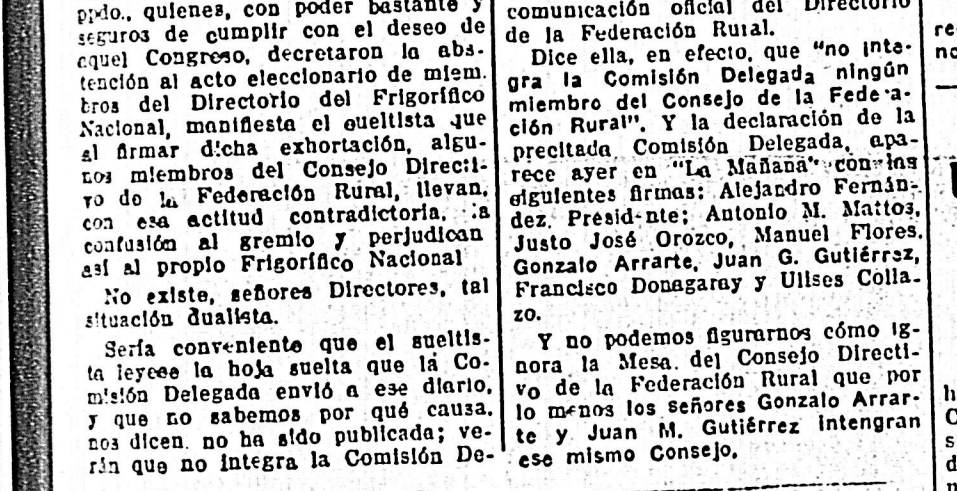 ppdo., quienes, con poder bastante y
seguros de cumplir con el deseo de
aquel Congreso, decretaron la abs-
tención al acto eleccionario de miem.
bros del Directorio del Frigorífico
Nacional, manifiesta el sueltista que
al firmar dicha exhortación, algu-
nos miembros del Consejo Directi-
vo de la Federación Rural, llevan,
con esa actitud contradictoria, la
confusión al gremio y perjudican
así al propio Frigorífico Nacional
No existe, señores Directores, tal
situación dualista.
Sería conveniente que el sueltis-
ta leyese la hoja suelta que la Co-
misión Delegada envió a ese diario,
y que no sabemos por qué causa,
nos dicen, no ha sido publicada; ve-
rán que no integra la Comisión De-
comunicación oficial del Directorio
de la Federación Rural.
Dice ella, en efecto, que "no inte-
gra la Comisión Delegada ningún
miembro del Consejo de la Federa-
ción Rural". Y la declaración de la
precitada Comisión Delegada, apa-
rece ayer en "La Mañana" con las
siguientes firmas: Alejandro Fernán-
dez, Presidente; Antonio M. Mattos,
Justo José Orozco, Manuel Flores,
Gonzalo Arrarte, Juan G. Gutiérrez,
Francisco Donagaray y Ulises Colla-
zo.
Y no podemos figurarnos cómo ig-
nora la Mesa del Consejo Directi-
vo de la Federación Rural que por
lo menos los señores Gonzalo Arrar-
te y Juan M. Gutiérrez intengran
ese mismo Consejo.